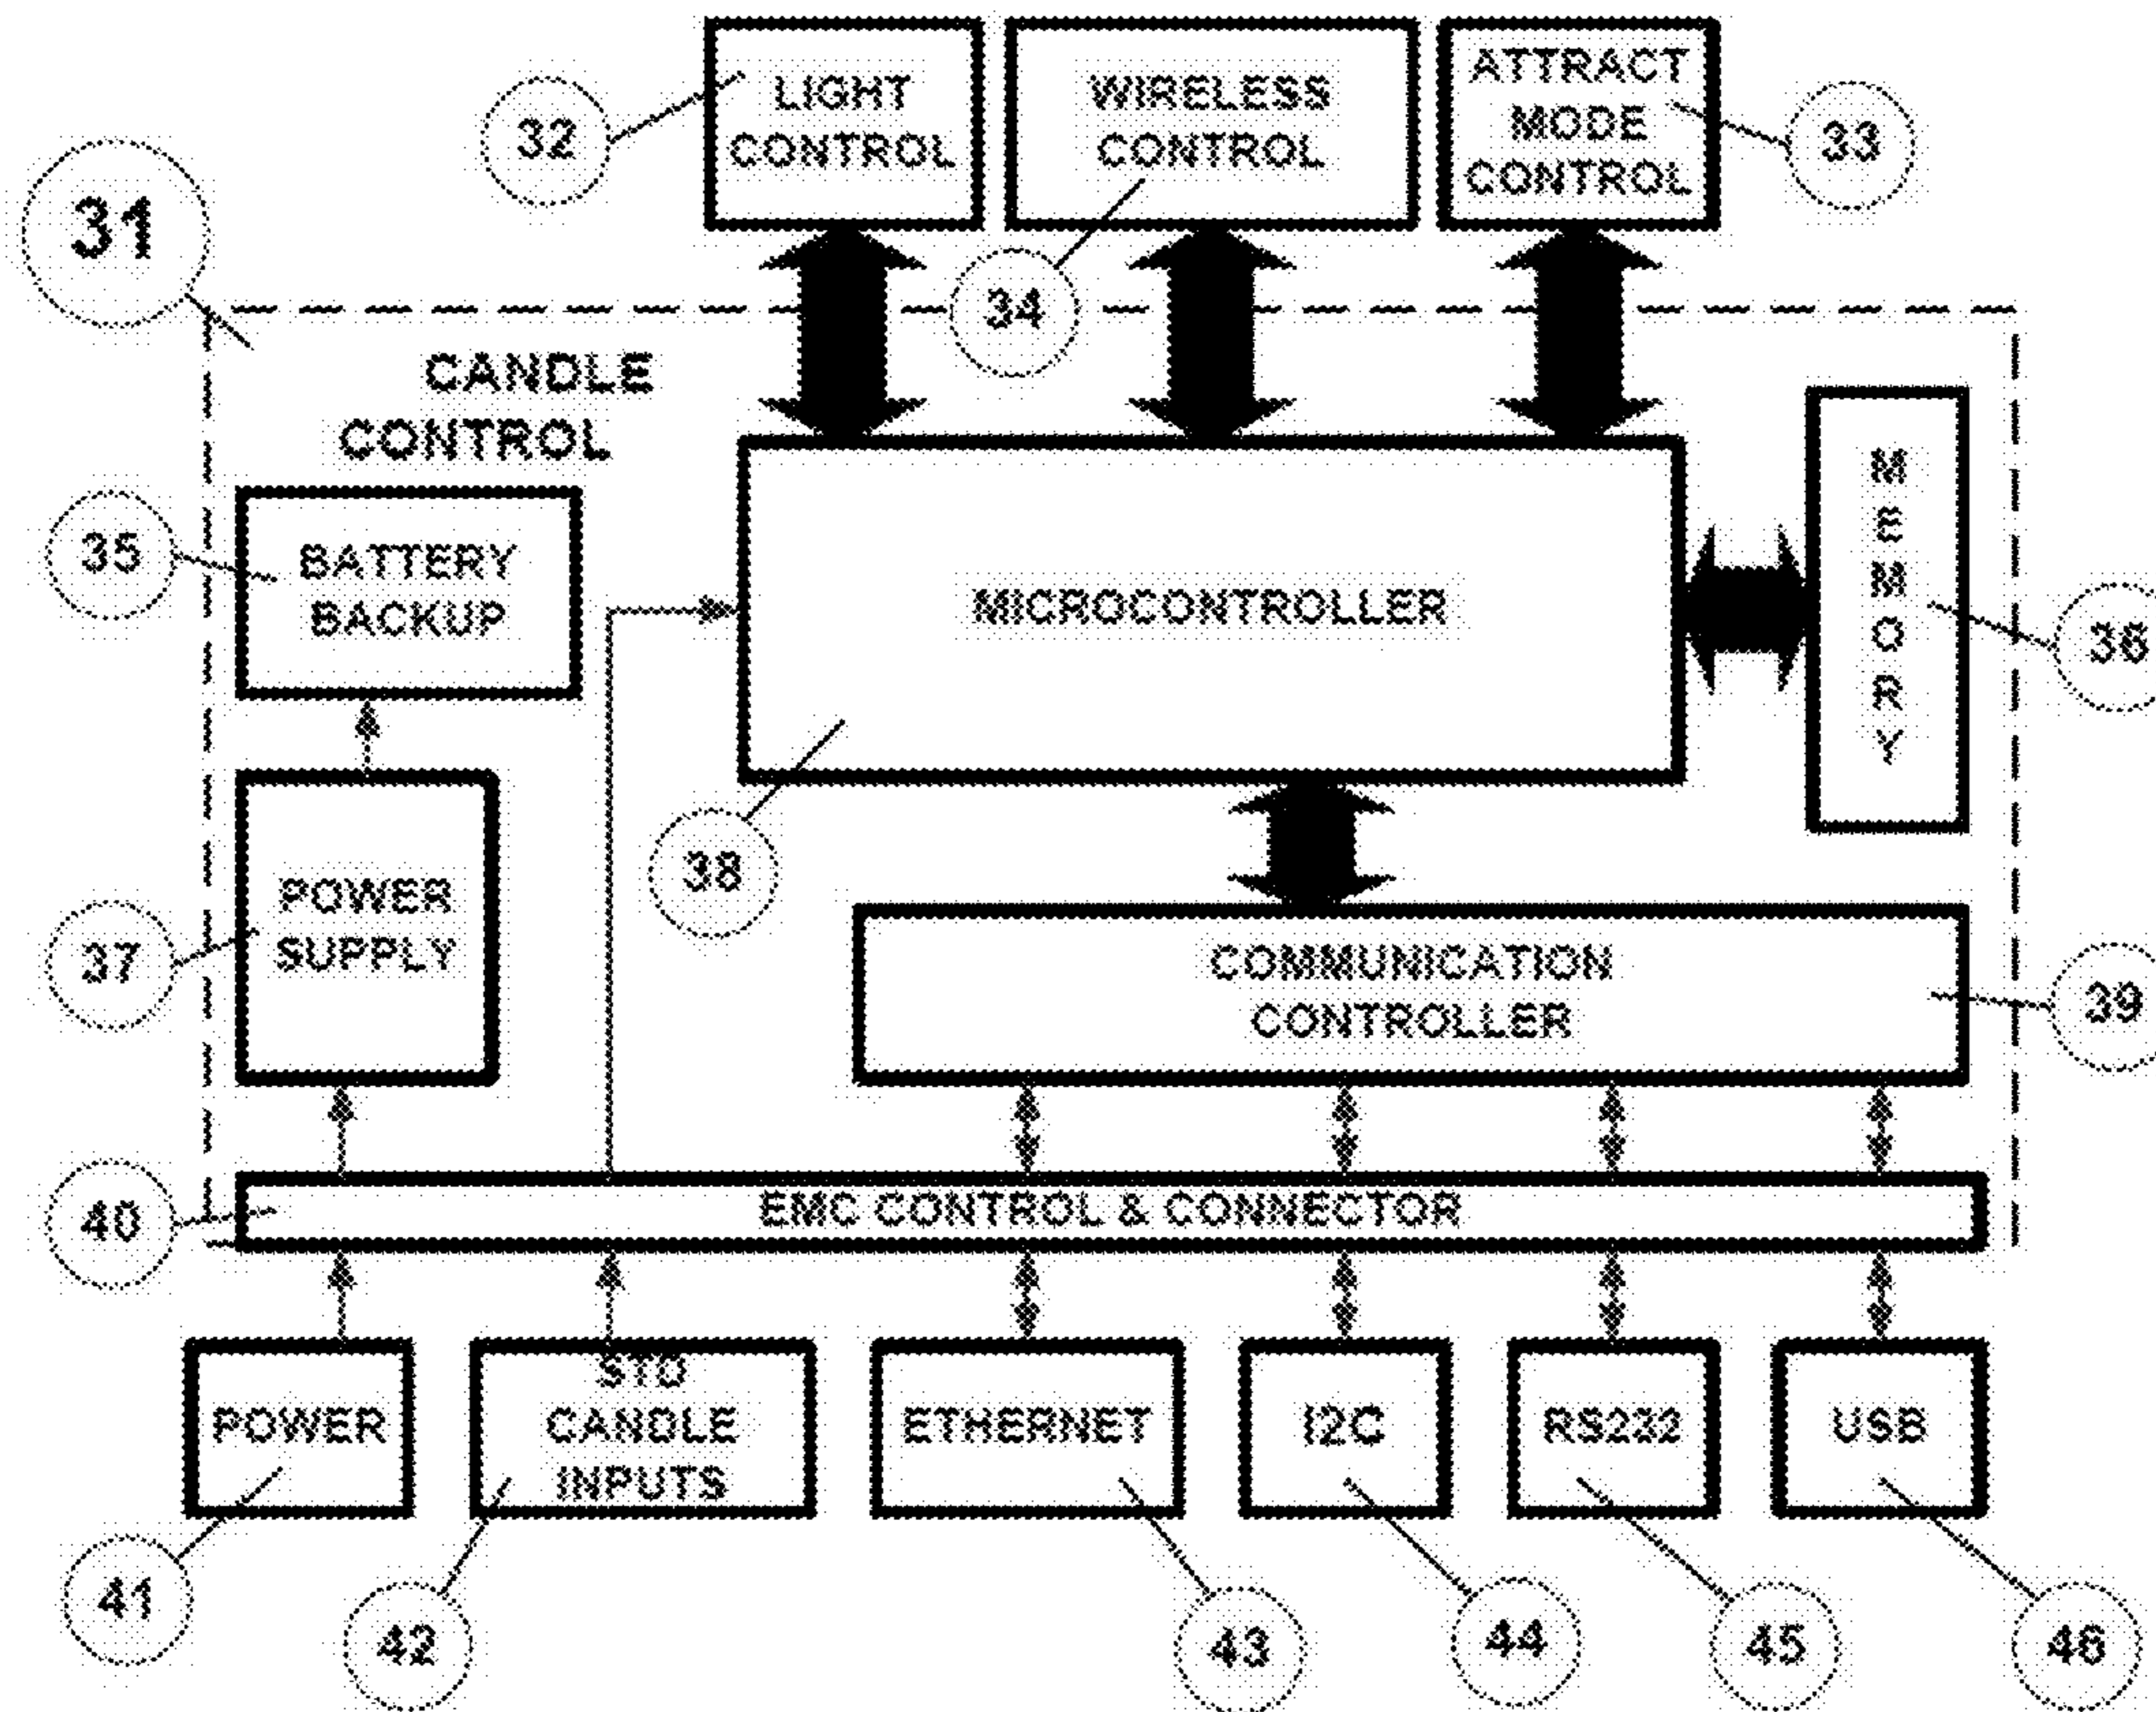 LIGHT
CONTROL
WIRELESS
CONTROL
ATTRACT
MODE
CONTROL
32
33
31
34
CANDLE
CONTROL
35
BATTERY
BACKUP
MICROCONTROLLER
M
E
M
O
R
Y
36
37
POWER
SUPPLY
38
COMMUNICATION
CONTROLLER
39
40
EMC CONTROL & CONNECTOR
POWER
STD
CANDLE
INPUTS
ETHERNET
I2C
RS232
USB
41
42
43
44
45
46